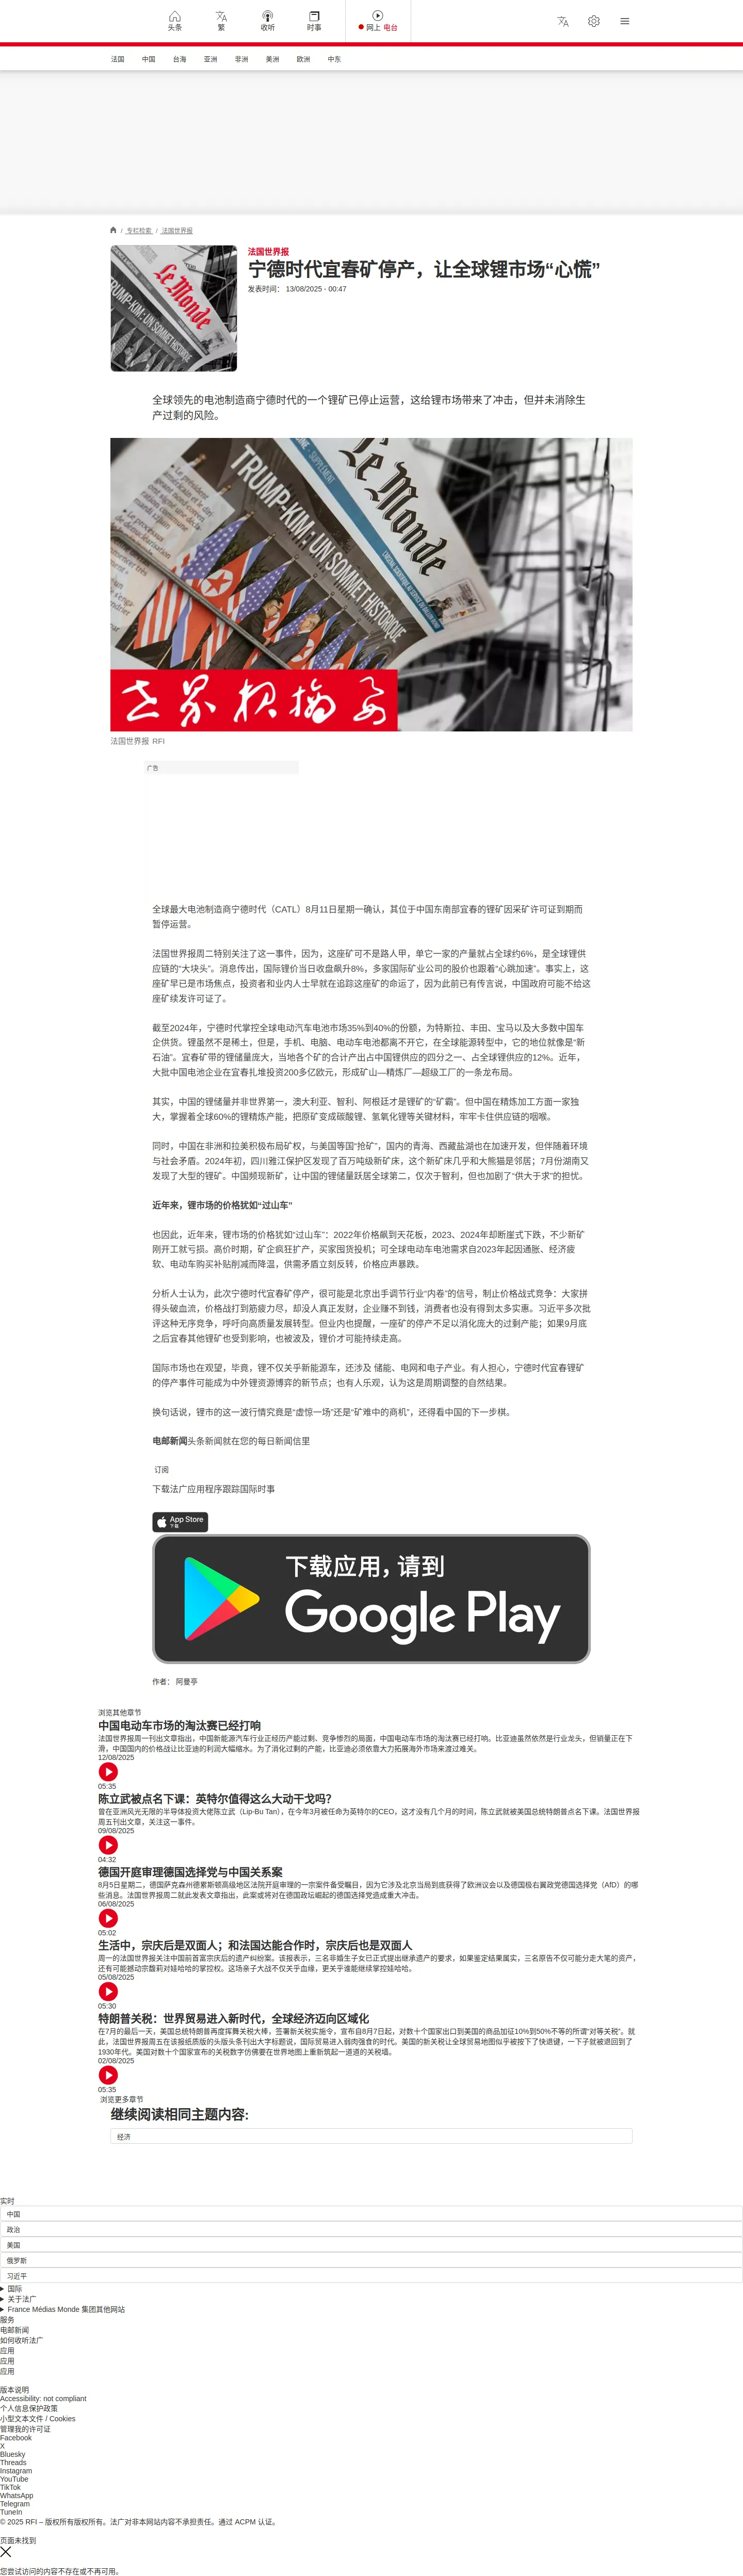 头条
繁
收听
时事
网上 电台
法国
中国
台海
亚洲
非洲
美洲
欧洲
中东
/ 专栏检索 / 法国世界报
Le Monde
TRUMP-KIM : UN SOMMET HISTORIQUE
法国世界报
宁德时代宜春矿停产，让全球锂市场“心慌”
发表时间： 13/08/2025 - 00:47
全球领先的电池制造商宁德时代的一个锂矿已停止运营，这给锂市场带来了冲击，但并未消除生
产过剩的风险。
Le Monde
TRUMP-KIM : UN SOMMET HISTORIQUE
世界报摘要
法国世界报 RFI
广告
全球最大电池制造商宁德时代（CATL）8月11日星期一确认，其位于中国东南部宜春的锂矿因采矿许可证到期而
暂停运营。
法国世界报周二特别关注了这一事件，因为，这座矿可不是路人甲，单它一家的产量就占全球约6%，是全球锂供
应链的“大块头”。消息传出，国际锂价当日收盘飙升8%，多家国际矿业公司的股价也跟着“心跳加速”。事实上，这
座矿早已是市场焦点，投资者和业内人士早就在追踪这座矿的命运了，因为此前已有传言说，中国政府可能不给这
座矿续发许可证了。
截至2024年，宁德时代掌控全球电动汽车电池市场35%到40%的份额，为特斯拉、丰田、宝马以及大多数中国车
企供货。锂虽然不是稀土，但是，手机、电脑、电动车电池都离不开它，在全球能源转型中，它的地位就像是“新
石油”。宜春矿带的锂储量庞大，当地各个矿的合计产出占中国锂供应的四分之一、占全球锂供应的12%。近年，
大批中国电池企业在宜春扎堆投资200多亿欧元，形成矿山—精炼厂—超级工厂的一条龙布局。
其实，中国的锂储量并非世界第一，澳大利亚、智利、阿根廷才是锂矿的“矿霸”。但中国在精炼加工方面一家独
大，掌握着全球60%的锂精炼产能，把原矿变成碳酸锂、氢氧化锂等关键材料，牢牢卡住供应链的咽喉。
同时，中国在非洲和拉美积极布局矿权，与美国等国“抢矿”，国内的青海、西藏盐湖也在加速开发，但伴随着环境
与社会矛盾。2024年初，四川雅江保护区发现了百万吨级新矿床，这个新矿床几乎和大熊猫是邻居；7月份湖南又
发现了大型的锂矿。中国频现新矿，让中国的锂储量跃居全球第二，仅次于智利，但也加剧了“供大于求”的担忧。
近年来，锂市场的价格犹如“过山车”
也因此，近年来，锂市场的价格犹如“过山车”：2022年价格飙到天花板，2023、2024年却断崖式下跌，不少新矿
刚开工就亏损。高价时期，矿企疯狂扩产，买家囤货投机；可全球电动车电池需求自2023年起因通胀、经济疲
软、电动车购买补贴削减而降温，供需矛盾立刻反转，价格应声暴跌。
分析人士认为，此次宁德时代宜春矿停产，很可能是北京出手调节行业“内卷”的信号，制止价格战式竞争：大家拼
得头破血流，价格战打到筋疲力尽，却没人真正发财，企业赚不到钱，消费者也没有得到太多实惠。习近平多次批
评这种无序竞争，呼吁向高质量发展转型。但业内也提醒，一座矿的停产不足以消化庞大的过剩产能；如果9月底
之后宜春其他锂矿也受到影响，也被波及，锂价才可能持续走高。
国际市场也在观望，毕竟，锂不仅关乎新能源车，还涉及 储能、电网和电子产业。有人担心，宁德时代宜春锂矿
的停产事件可能成为中外锂资源博弈的新节点；也有人乐观，认为这是周期调整的自然结果。
换句话说，锂市的这一波行情究竟是“虚惊一场”还是“矿难中的商机”，还得看中国的下一步棋。
电邮新闻头条新闻就在您的每日新闻信里
订阅
下载法广应用程序跟踪国际时事
App Store
下载
下载应用，请到
Google Play
作者： 阿曼亭
浏览其他章节
中国电动车市场的淘汰赛已经打响
法国世界报周一刊出文章指出，中国新能源汽车行业正经历产能过剩、竞争惨烈的局面，中国电动车市场的淘汰赛已经打响。比亚迪虽然依然是行业龙头，但销量正在下
滑，中国国内的价格战让比亚迪的利润大幅缩水。为了消化过剩的产能，比亚迪必须依靠大力拓展海外市场来渡过难关。
12/08/2025
05:35
陈立武被点名下课：英特尔值得这么大动干戈吗？
曾在亚洲风光无限的半导体投资大佬陈立武（Lip-Bu Tan），在今年3月被任命为英特尔的CEO，这才没有几个月的时间，陈立武就被美国总统特朗普点名下课。法国世界报
周五刊出文章，关注这一事件。
09/08/2025
04:32
德国开庭审理德国选择党与中国关系案
8月5日星期二，德国萨克森州德累斯顿高级地区法院开庭审理的一宗案件备受瞩目，因为它涉及北京当局到底获得了欧洲议会以及德国极右翼政党德国选择党（AfD）的哪
些消息。法国世界报周二就此发表文章指出，此案或将对在德国政坛崛起的德国选择党造成重大冲击。
06/08/2025
05:02
生活中，宗庆后是双面人；和法国达能合作时，宗庆后也是双面人
周一的法国世界报关注中国前首富宗庆后的遗产纠纷案。该报表示，三名非婚生子女已正式提出继承遗产的要求，如果鉴定结果属实，三名原告不仅可能分走大笔的资产，
还有可能撼动宗馥莉对娃哈哈的掌控权。这场亲子大战不仅关乎血缘，更关乎谁能继续掌控娃哈哈。
05/08/2025
05:30
特朗普关税：世界贸易进入新时代，全球经济迈向区域化
在7月的最后一天，美国总统特朗普再度挥舞关税大棒，签署新关税实施令，宣布自8月7日起，对数十个国家出口到美国的商品加征10%到50%不等的所谓“对等关税”。就
此，法国世界报周五在该报纸质版的头版头条刊出大字标题说，国际贸易进入弱肉强食的时代。美国的新关税让全球贸易地图似乎被按下了快退键，一下子就被退回到了
1930年代。美国对数十个国家宣布的关税数字仿佛要在世界地图上重新筑起一道道的关税墙。
02/08/2025
05:35
浏览更多章节
继续阅读相同主题内容:
经济
实时
中国
政治
美国
俄罗斯
习近平
国际
关于法广
France Médias Monde 集团其他网站
服务
电邮新闻
如何收听法广
应用
应用
应用
版本说明
Accessibility: not compliant
个人信息保护政策
小型文本文件 / Cookies
管理我的许可证
Facebook
X
Bluesky
Threads
Instagram
YouTube
TikTok
WhatsApp
Telegram
TuneIn
© 2025 RFI – 版权所有版权所有。法广对非本网站内容不承担责任。通过 ACPM 认证。
页面未找到
您尝试访问的内容不存在或不再可用。